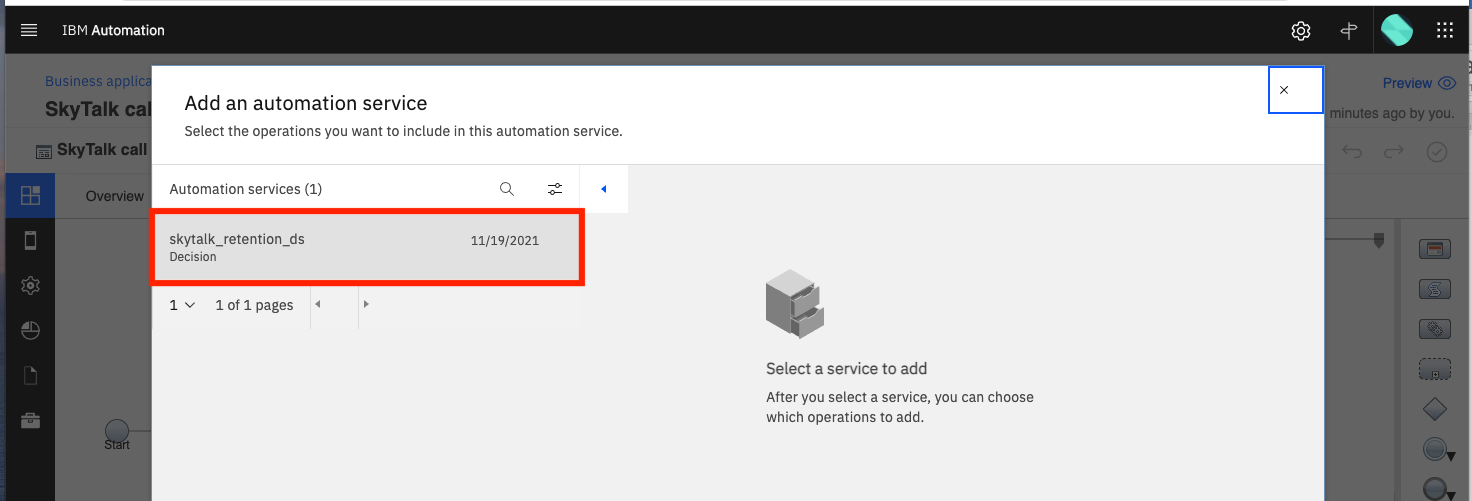 IBM Automation
Business applica
SkyTalk cal
Preview
minutes ago by you.
SkyTalk call
Overview
Start
Add an automation service
Select the operations you want to include in this automation service.
Automation services (1)
skytalk_retention_ds
11/19/2021
Decision
1
1 of 1 pages
Select a service to add
After you select a service, you can choose
which operations to add.